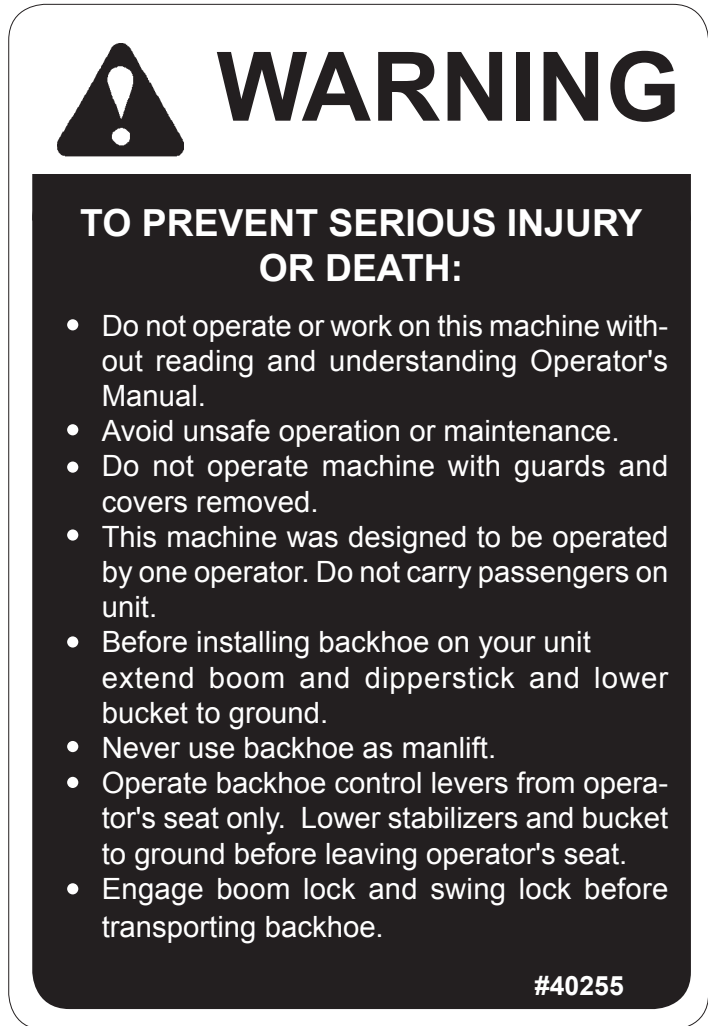 WARNING
TO PREVENT SERIOUS INJURY
OR DEATH:
• Do not operate or work on this machine with-
out reading and understanding Operator's
Manual.
• Avoid unsafe operation or maintenance.
• Do not operate machine with guards and
covers removed.
• This machine was designed to be operated
by one operator. Do not carry passengers on
unit.
• Before installing backhoe on your unit
extend boom and dipperstick and lower
bucket to ground.
• Never use backhoe as manlift.
• Operate backhoe control levers from opera-
tor's seat only.  Lower stabilizers and bucket
to ground before leaving operator's seat.
• Engage boom lock and swing lock before
transporting backhoe.
#40255